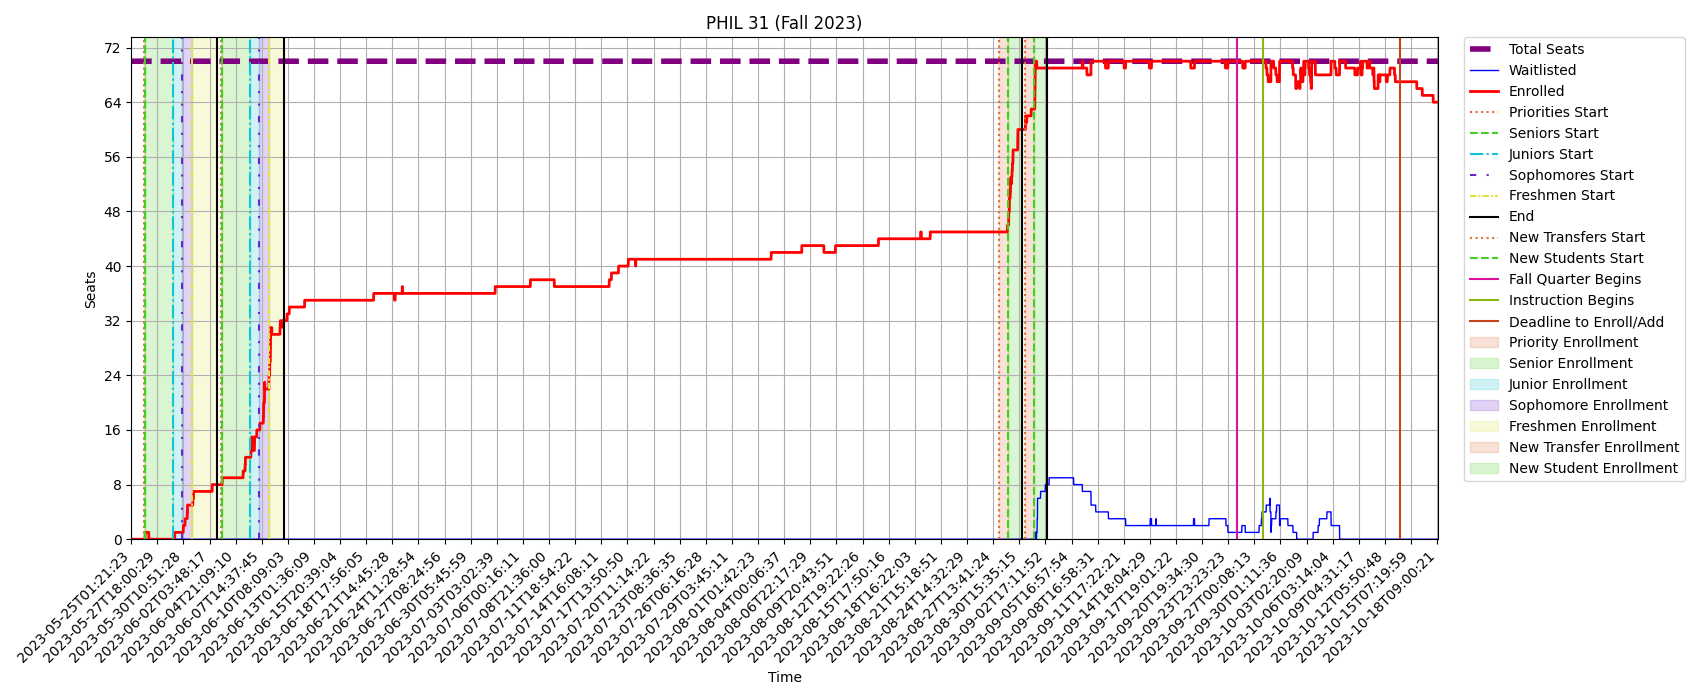 PHIL 31 (Fall 2023)
72
64
56
48
40
32
24
16
8
0
Seats
2023-05-25T01:21:23
2023-05-27T18:00:29
2023-05-30T10:51:28
2023-06-02T03:48:17
2023-06-04T21:09:10
2023-06-07T14:37:45
2023-06-10T08:09:03
2023-06-13T01:36:09
2023-06-15T20:39:04
2023-06-18T17:56:05
2023-06-21T14:45:28
2023-06-24T11:28:54
2023-06-27T08:24:56
2023-06-30T05:45:59
2023-07-03T03:02:39
2023-07-06T00:16:11
2023-07-08T21:36:00
2023-07-11T18:54:22
2023-07-14T16:08:11
2023-07-17T13:50:50
2023-07-20T11:14:22
2023-07-23T08:36:35
2023-07-26T06:16:28
2023-07-29T03:45:11
2023-08-01T01:42:23
2023-08-04T00:06:37
2023-08-06T22:17:29
2023-08-09T20:43:51
2023-08-12T19:22:26
2023-08-15T17:50:16
2023-08-18T16:22:03
2023-08-21T15:18:51
2023-08-24T14:32:29
2023-08-27T13:41:24
2023-08-30T15:35:15
2023-09-02T17:11:52
2023-09-05T16:57:54
2023-09-08T16:58:31
2023-09-11T17:22:21
2023-09-14T18:04:29
2023-09-17T19:01:22
2023-09-20T19:34:30
2023-09-23T23:23:23
2023-09-27T00:08:13
2023-09-30T01:11:36
2023-10-03T02:20:09
2023-10-06T03:14:04
2023-10-09T04:31:17
2023-10-12T05:50:48
2023-10-15T07:19:59
2023-10-18T09:00:21
Time
Total Seats
Waitlisted
Enrolled
Priorities Start
Seniors Start
Juniors Start
Sophomores Start
Freshmen Start
End
New Transfers Start
New Students Start
Fall Quarter Begins
Instruction Begins
Deadline to Enroll/Add
Priority Enrollment
Senior Enrollment
Junior Enrollment
Sophomore Enrollment
Freshmen Enrollment
New Transfer Enrollment
New Student Enrollment